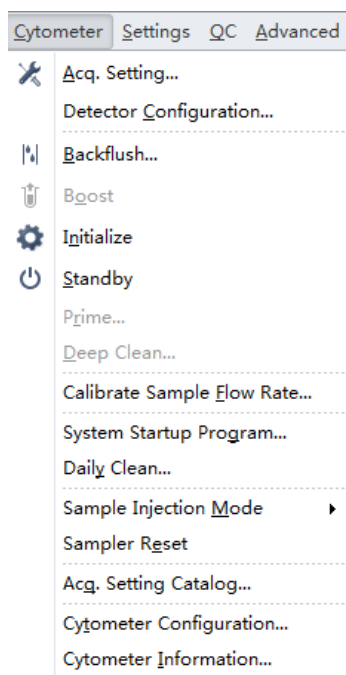 Cytometer Settings QC Advanced
Acq. Setting...
Detector Configuration...
Backflush...
Boost
Initialize
Standby
Prime...
Deep Clean...
Calibrate Sample Flow Rate...
System Startup Program...
Daily Clean...
Sample Injection Mode
Sampler Reset
Acq. Setting Catalog...
Cytometer Configuration...
Cytometer Information...